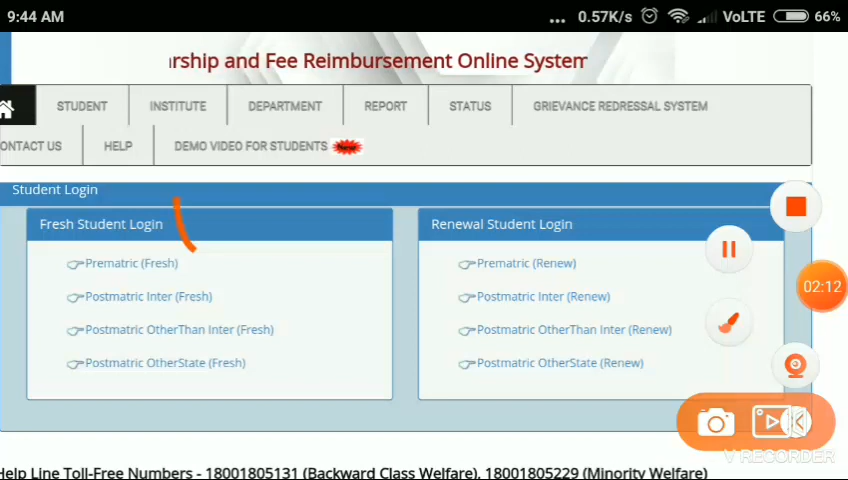 9:44 AM ... 0.57K/s VoLTE 66%
rship and Fee Reimbursement Online System
STUDENT INSTITUTE DEPARTMENT REPORT STATUS GRIEVANCE REDRESSAL SYSTEM
ONTACT US HELP DEMO VIDEO FOR STUDENTS New
Student Login
Fresh Student Login Renewal Student Login
Prematric (Fresh) Prematric (Renew)
Postmatric Inter (Fresh) Postmatric Inter (Renew)
02:12
Postmatric OtherThan Inter (Fresh) Postmatric OtherThan Inter (Renew)
Postmatric OtherState (Fresh) Postmatric OtherState (Renew)
V RECORDER
Help Line Toll-Free Numbers - 18001805131 (Backward Class Welfare), 18001805229 (Minority Welfare)